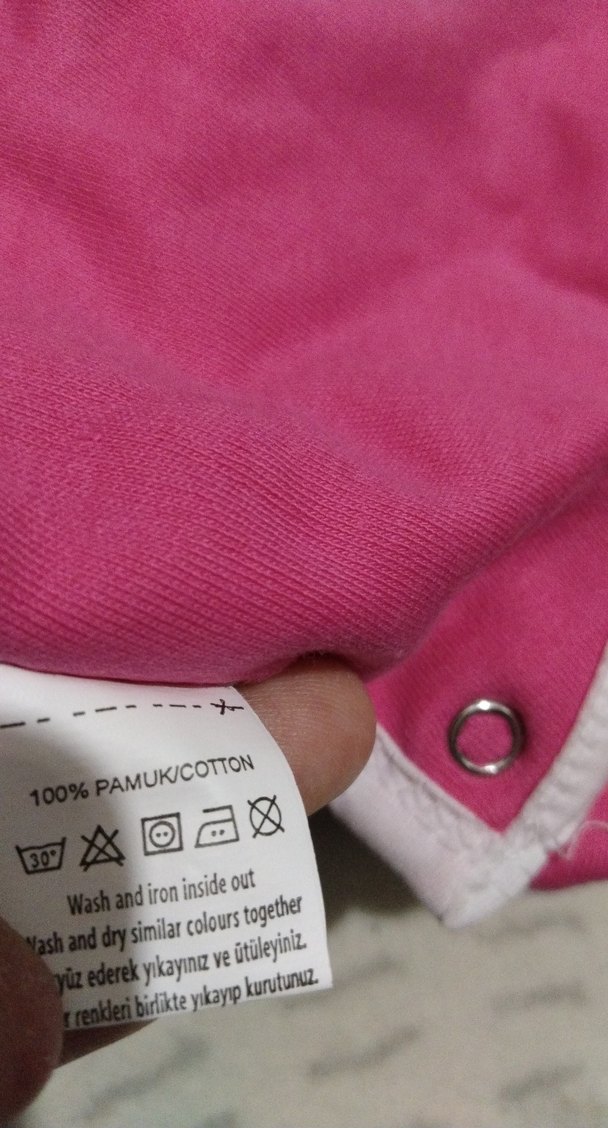 100% PAMUK/COTTON
30°
Wash and iron inside out
Wash and dry similar colours together
ederek yıkayınız ve ütüleyiniz.
renkleri birlikte yıkayıp kurutunuz.